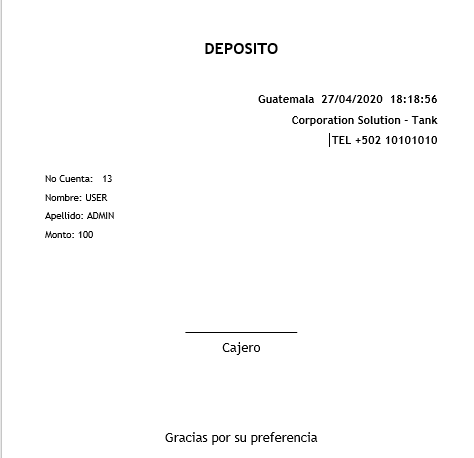 DEPOSITO
Guatemala 27/04/2020 18:18:56
Corporation Solution - Tank
TEL +502 10101010
No Cuenta: 13
Nombre: USER
Apellido: ADMIN
Monto: 100
Cajero
Gracias por su preferencia